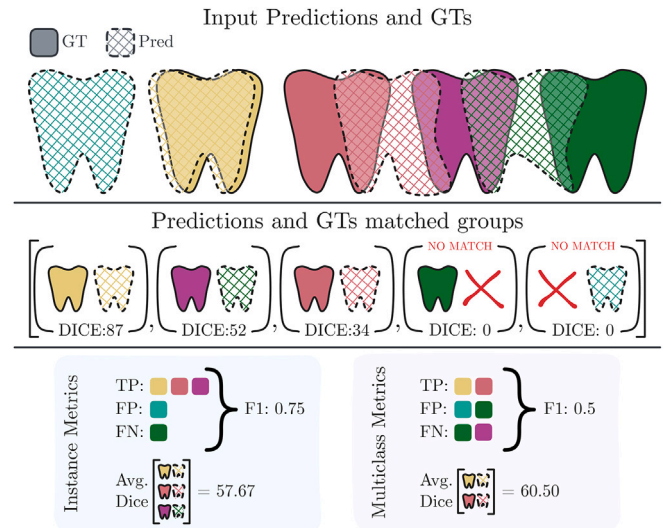 Input Predictions and GTs
GT Pred
Predictions and GTs matched groups
NO MATCH NO MATCH
DICE:87 , DICE:52 , DICE:34 , DICE: 0 , DICE: 0
Instance Metrics
TP:
FP:
FN:
F1: 0.75
Avg.
Dice
= 57.67
Multiclass Metrics
TP:
FP:
FN:
F1: 0.5
Avg.
Dice
= 60.50